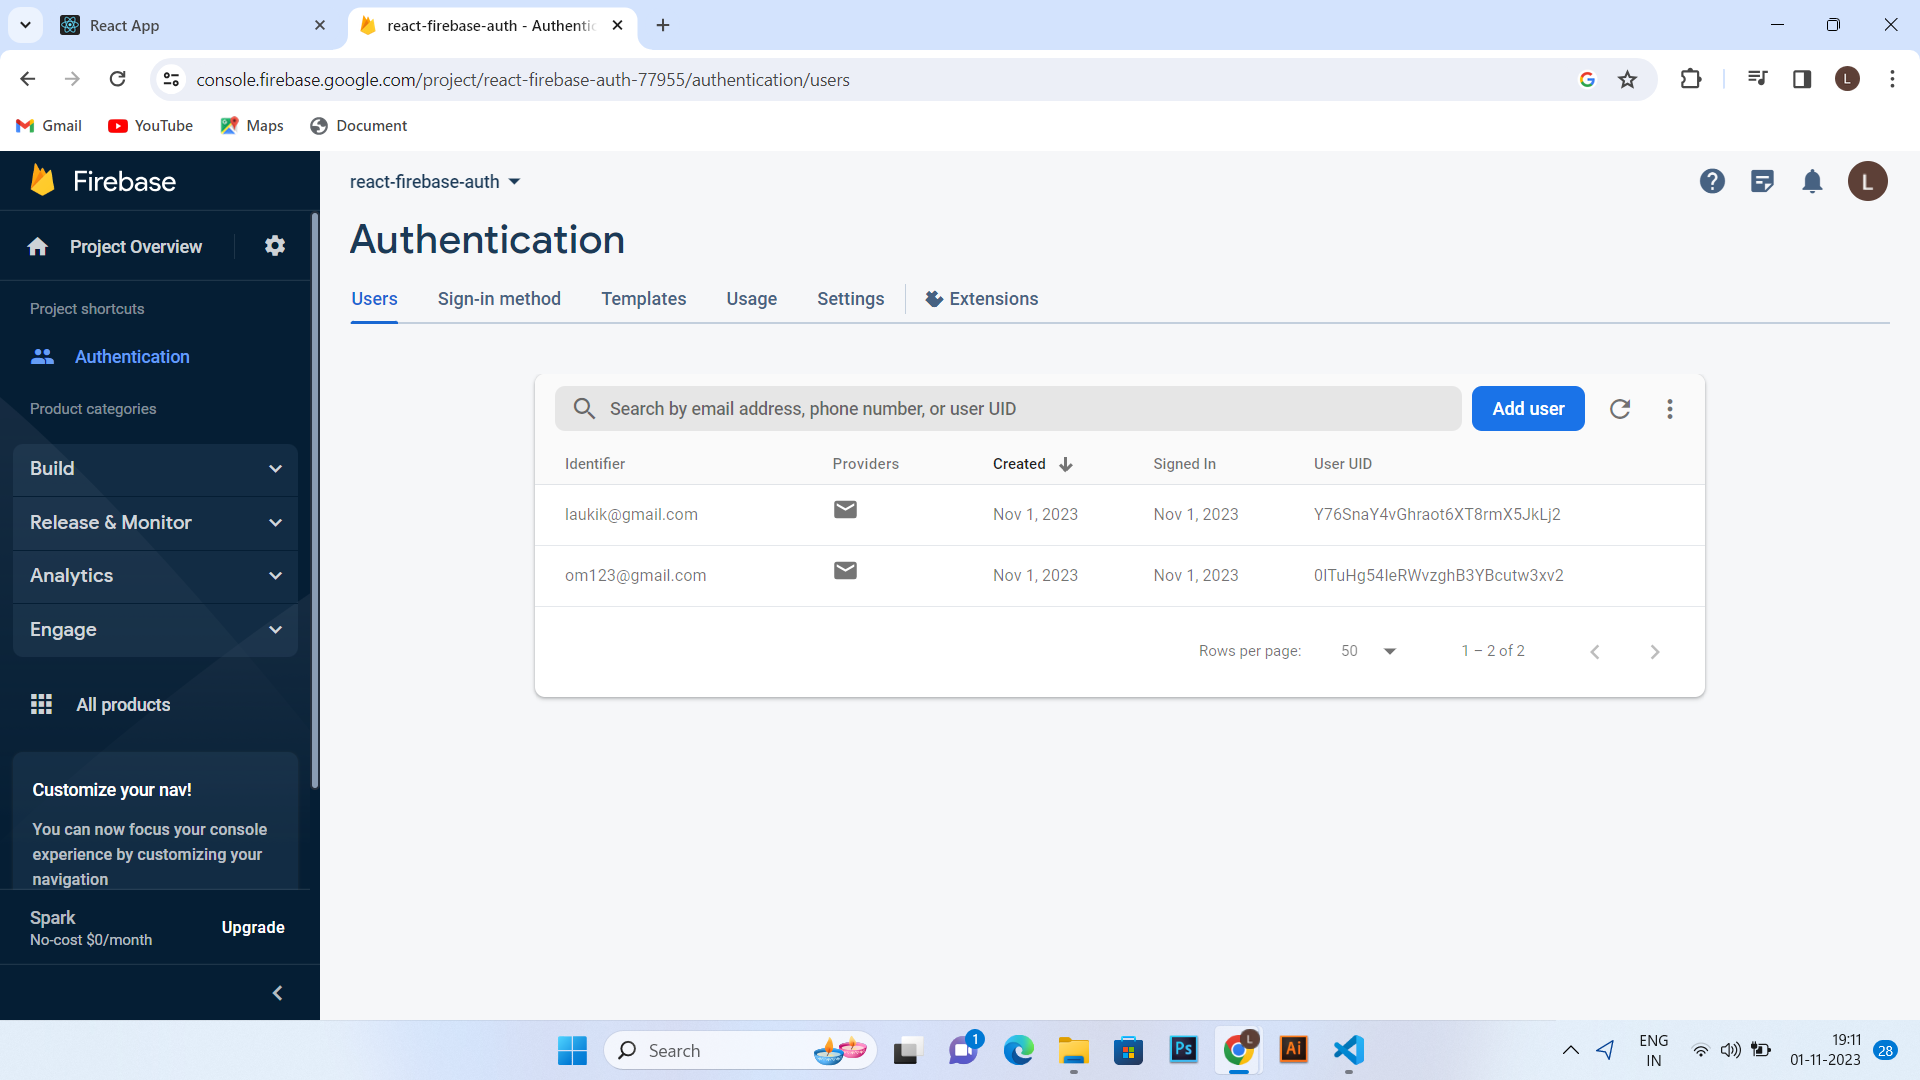 React App
react-firebase-auth - Authentic
console.firebase.google.com/project/react-firebase-auth-77955/authentication/users
L
Gmail
YouTube
Maps
Document
Firebase
react-firebase-auth
L
Project Overview
Authentication
Users
Sign-in method
Templates
Usage
Settings
Extensions
Project shortcuts
Authentication
Product categories
Build
Release & Monitor
Analytics
Engage
All products
Customize your nav!
You can now focus your console
experience by customizing your
navigation
Spark
No-cost $0/month
Upgrade
Search by email address, phone number, or user UID
Add user
Identifier Providers Created Signed In User UID
laukik@gmail.com Nov 1, 2023 Nov 1, 2023 Y76SnaY4vGhraot6XT8rmX5JkLj2
om123@gmail.com Nov 1, 2023 Nov 1, 2023 0ITuHg54IeRWvzghB3YBcutw3xv2
Rows per page: 50 1 – 2 of 2
Search
1
Ps
L
Ai
ENG
IN
19:11
01-11-2023
28